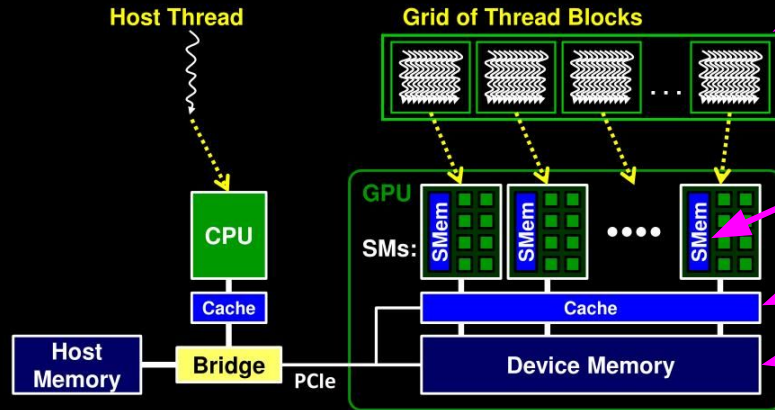 Host Thread
Grid of Thread Blocks
...
GPU
SMs:
CPU
SMem
SMem
SMem
Cache
Cache
Host
Memory
Bridge
PCIe
Device Memory